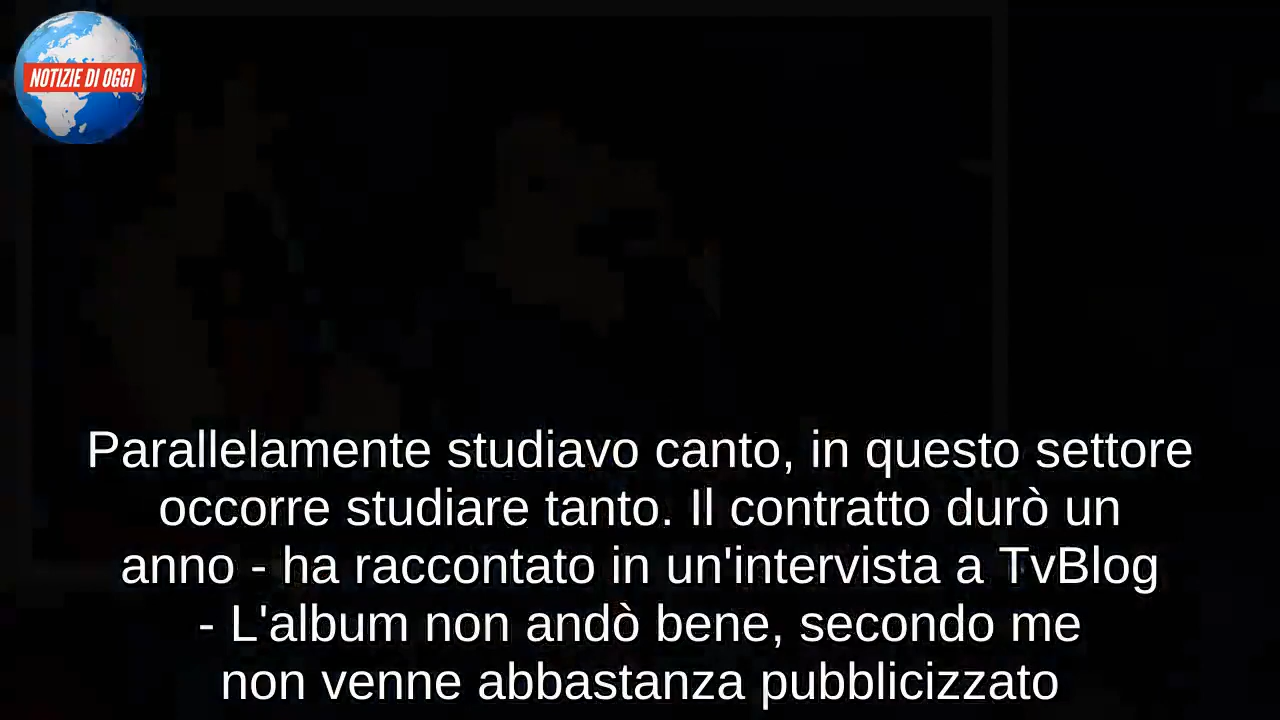 NOTIZIE DI OGGI
Parallelamente studiavo canto, in questo settore
occorre studiare tanto. Il contratto durò un
anno - ha raccontato in un'intervista a TvBlog
- L'album non andò bene, secondo me
non venne abbastanza pubblicizzato